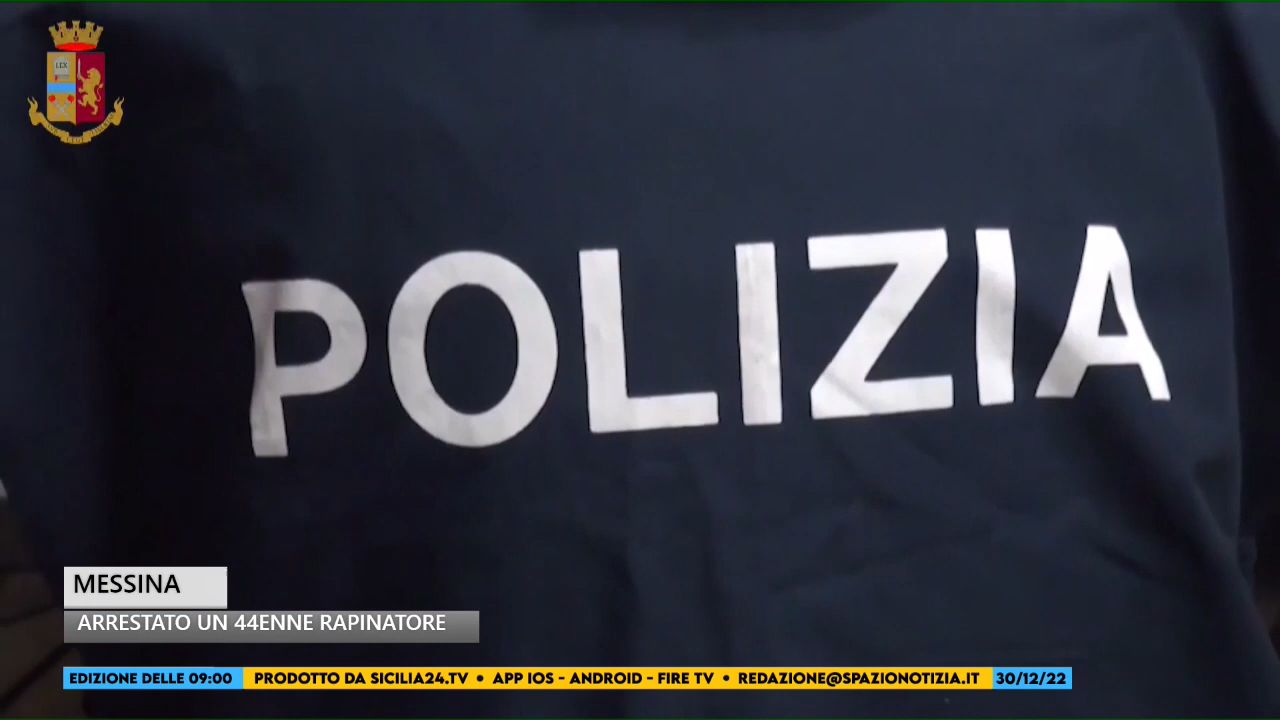 LEX
POLIZIA
MESSINA
ARRESTATO UN 44ENNE RAPINATORE
EDIZIONE DELLE 09:00 PRODOTTO DA SICILIA24.TV • APP IOS - ANDROID - FIRE TV • REDAZIONE@SPAZIONOTIZIA.IT 30/12/22